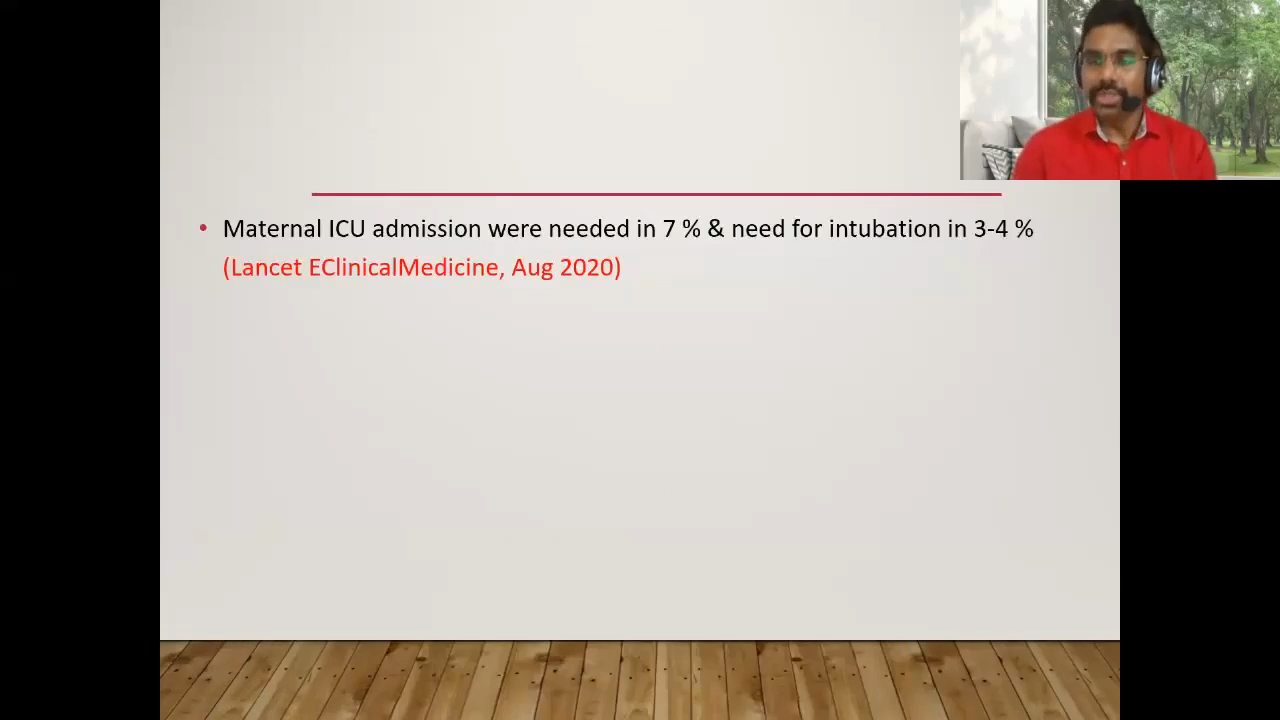 • Maternal ICU admission were needed in 7 % & need for intubation in 3-4 %
(Lancet EClinicalMedicine, Aug 2020)